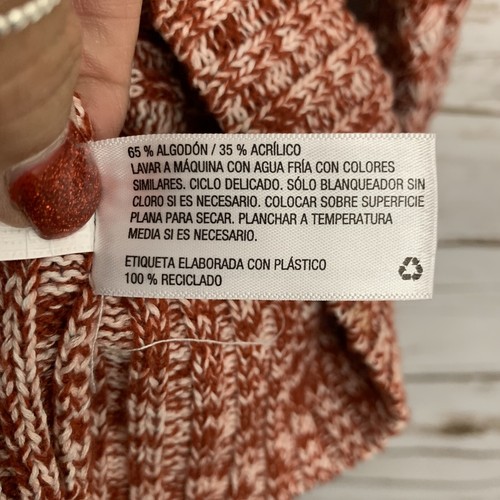 65 % ALGODÓN / 35 % ACRÍLICO
LAVAR A MÁQUINA CON AGUA FRÍA CON COLORES
SIMILARES. CICLO DELICADO. SÓLO BLANQUEADOR SIN
CLORO SI ES NECESARIO. COLOCAR SOBRE SUPERFICIE
PLANA PARA SECAR. PLANCHAR A TEMPERATURA
MEDIA SI ES NECESARIO.
ETIQUETA ELABORADA CON PLÁSTICO
100 % RECICLADO